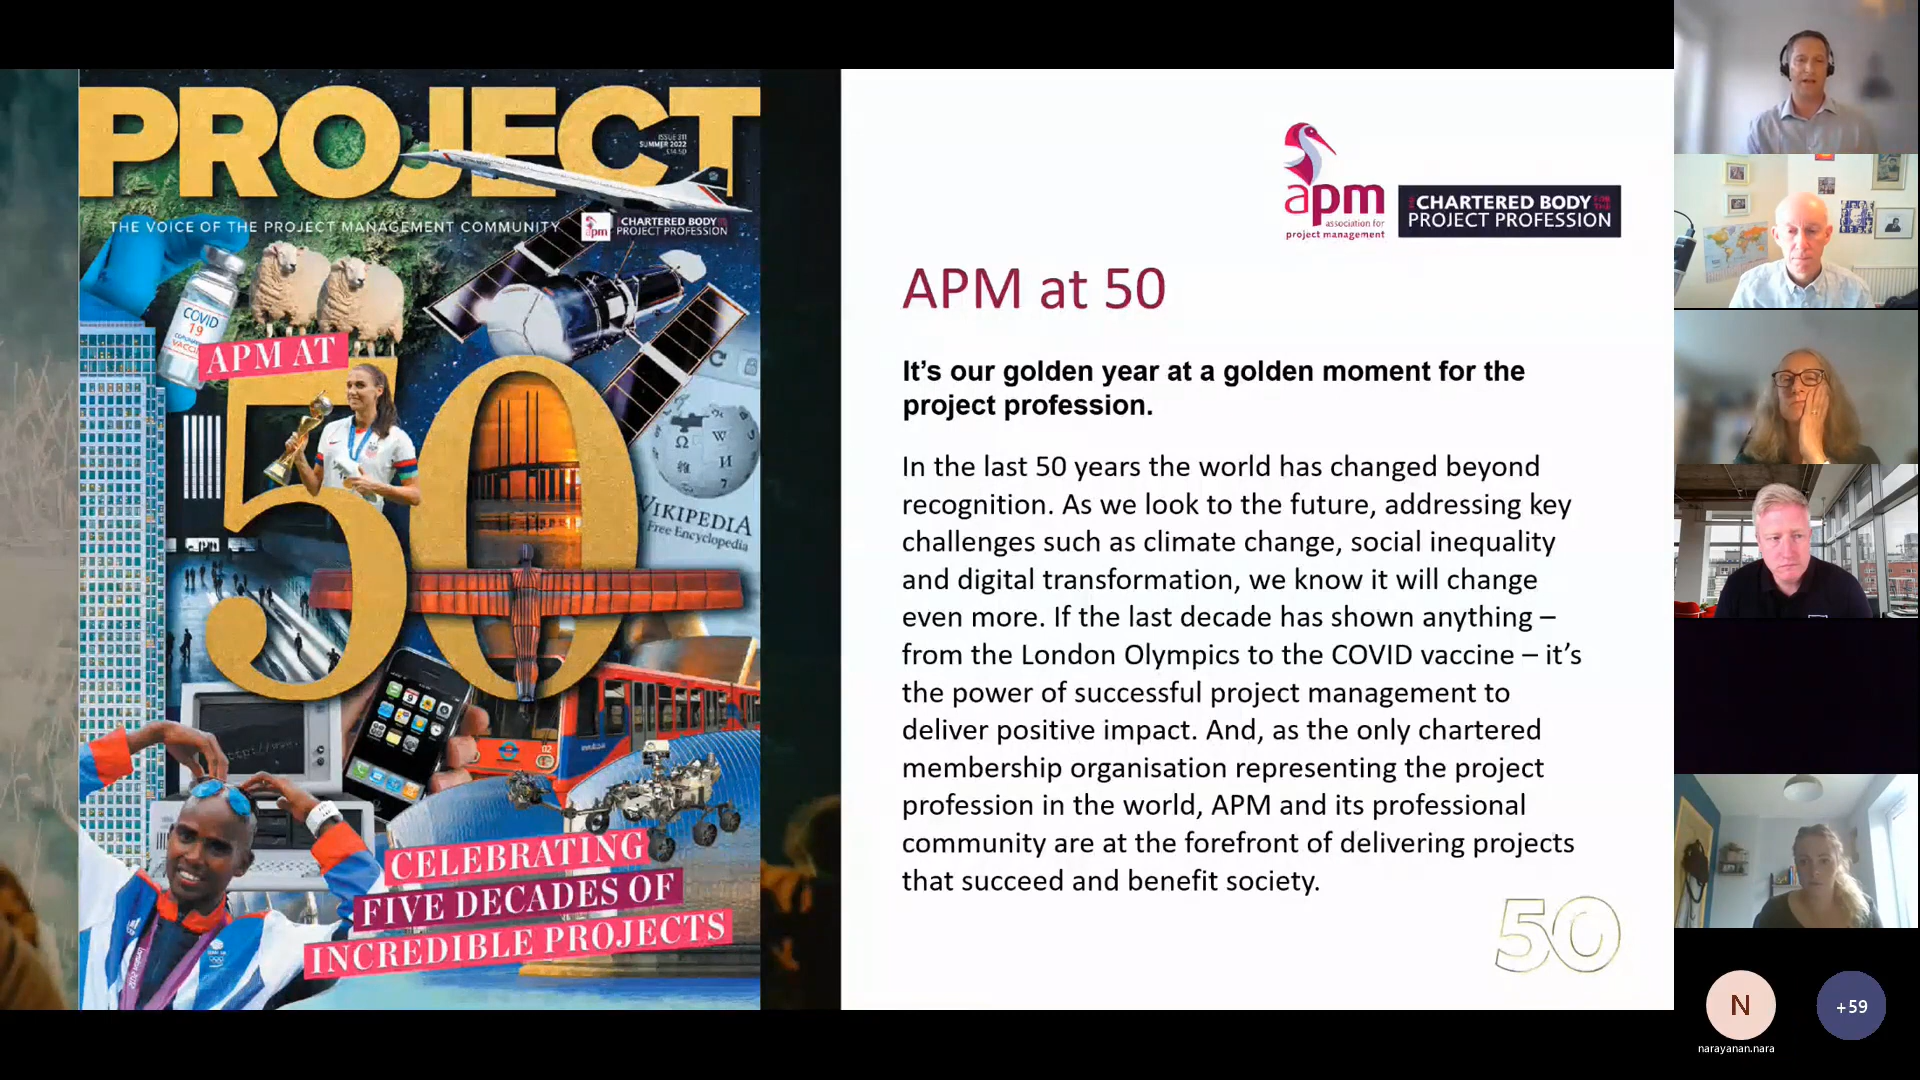 PROJECT
ISSUE 311
SUMMER 2022
£14.50
THE VOICE OF THE PROJECT MANAGEMENT COMMUNITY
apm
CHARTERED BODY
PROJECT PROFESSION
COVID
19
APM AT
50
WIKIPEDIA
Free Encyclopedia
CELEBRATING
FIVE DECADES OF
INCREDIBLE PROJECTS
apm
association for
project management
CHARTERED BODY FOR THE
PROJECT PROFESSION
APM at 50
It’s our golden year at a golden moment for the
project profession.
In the last 50 years the world has changed beyond
recognition. As we look to the future, addressing key
challenges such as climate change, social inequality
and digital transformation, we know it will change
even more. If the last decade has shown anything –
from the London Olympics to the COVID vaccine – it’s
the power of successful project management to
deliver positive impact. And, as the only chartered
membership organisation representing the project
profession in the world, APM and its professional
community are at the forefront of delivering projects
that succeed and benefit society.
50
N
+59
narayanan.nara